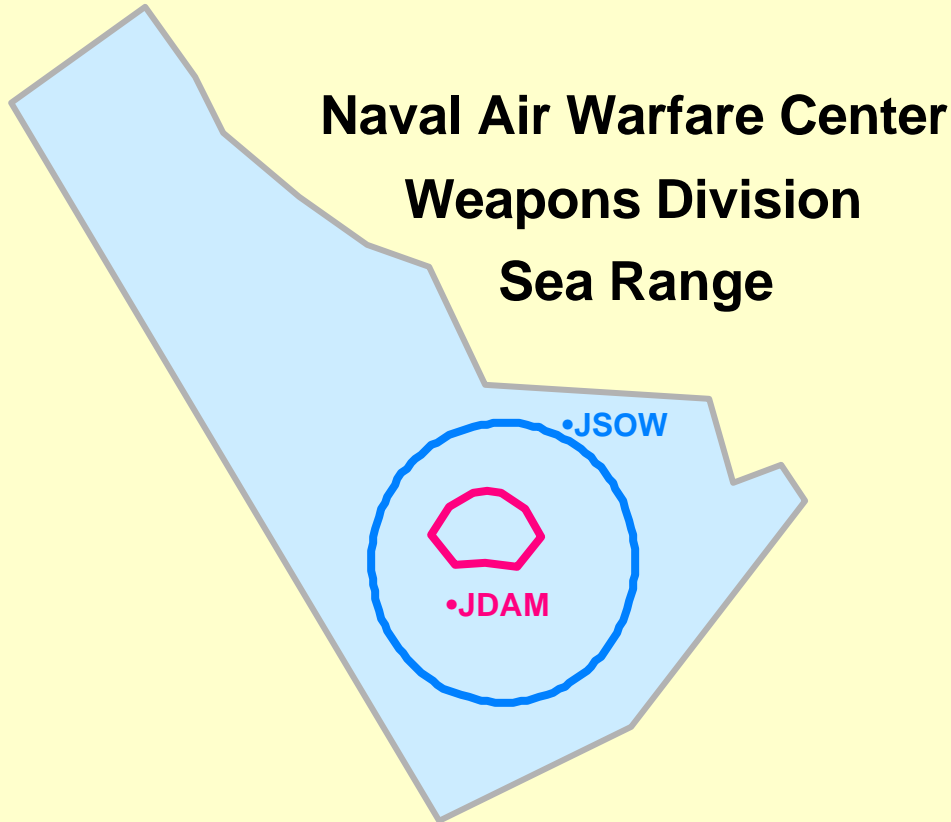 Naval Air Warfare Center
Weapons Division
Sea Range
•JSOW
•JDAM